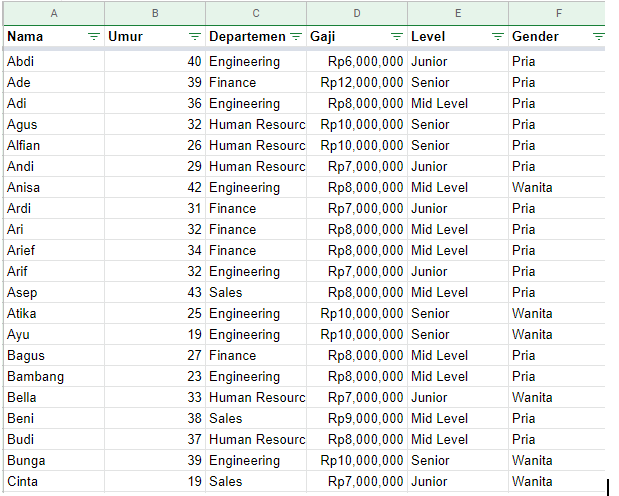 A B C D E F
Nama Umur Departemen Gaji Level Gender
Abdi 40 Engineering Rp6,000,000 Junior Pria
Ade 39 Finance Rp12,000,000 Senior Pria
Adi 36 Engineering Rp8,000,000 Mid Level Pria
Agus 32 Human Resourc Rp10,000,000 Senior Pria
Alfian 26 Human Resourc Rp10,000,000 Senior Pria
Andi 29 Human Resourc Rp7,000,000 Junior Pria
Anisa 42 Engineering Rp8,000,000 Mid Level Wanita
Ardi 31 Finance Rp7,000,000 Junior Pria
Ari 32 Finance Rp8,000,000 Mid Level Pria
Arief 34 Finance Rp8,000,000 Mid Level Pria
Arif 32 Engineering Rp7,000,000 Junior Pria
Asep 43 Sales Rp8,000,000 Mid Level Pria
Atika 25 Engineering Rp10,000,000 Senior Wanita
Ayu 19 Engineering Rp10,000,000 Senior Wanita
Bagus 27 Finance Rp8,000,000 Mid Level Pria
Bambang 23 Engineering Rp8,000,000 Mid Level Pria
Bella 33 Human Resourc Rp7,000,000 Junior Wanita
Beni 38 Sales Rp9,000,000 Mid Level Pria
Budi 37 Human Resourc Rp8,000,000 Mid Level Pria
Bunga 39 Engineering Rp10,000,000 Senior Wanita
Cinta 19 Sales Rp7,000,000 Junior Wanita